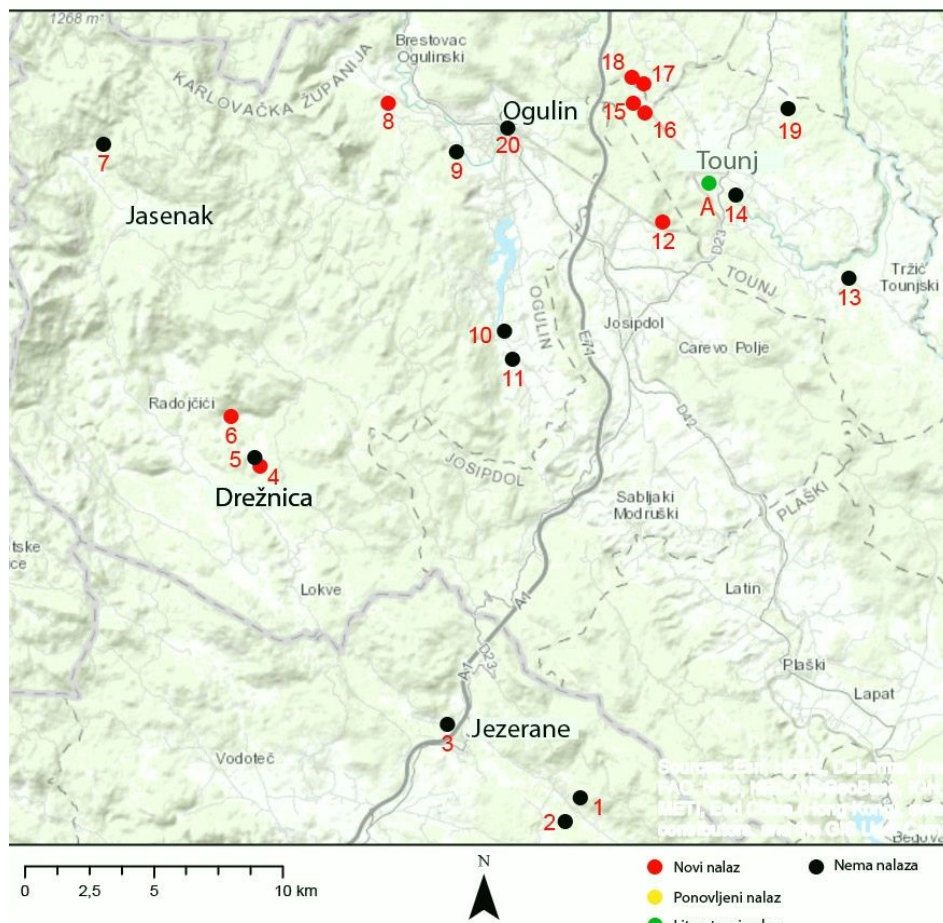 1268 m
Brestovac
Ogulinski
KARLOVAČKA ŽUPANIJA
18
17
8
15
16
Ogulin
20
19
7
9
Tounj
A
14
Jasenak
12
D23
TOUNJ
Tržić
Tounjski
13
OGULIN
10
Josipdol
E71
11
Carevo Polje
Radojčići
D42
6
5
4
JOSIPDOL
Drežnica
Sabljaki
Modruški
PLAŠKI
Lokve
A1
Latin
D23
A1
Plaški
Lapat
Jezerane
3
Vodoteč
1
2
0
2,5
5
10 km
N
Novi nalaz
Nema nalaza
Ponovljeni nalaz